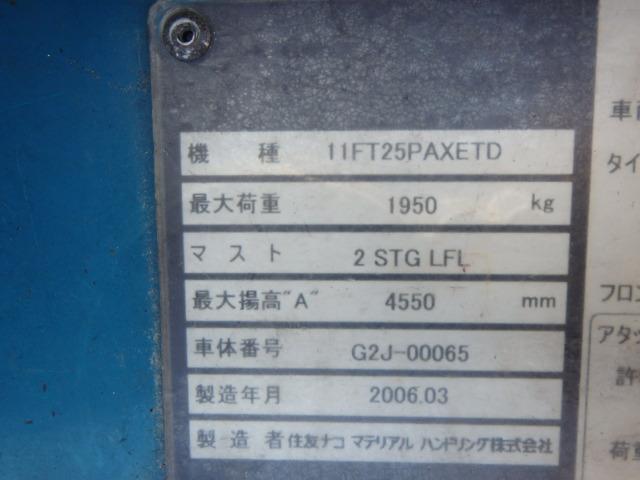 機種 11FT25PAXETD
最大荷重 1950 kg
マスト 2 STG LFL
最大揚高"A" 4550 mm
車体番号 G2J-00065
製造年月 2006.03
製造者 住友ナコ マテリアル ハンドリング株式会社
車両
タイ
フロン
アタッ
許
荷重